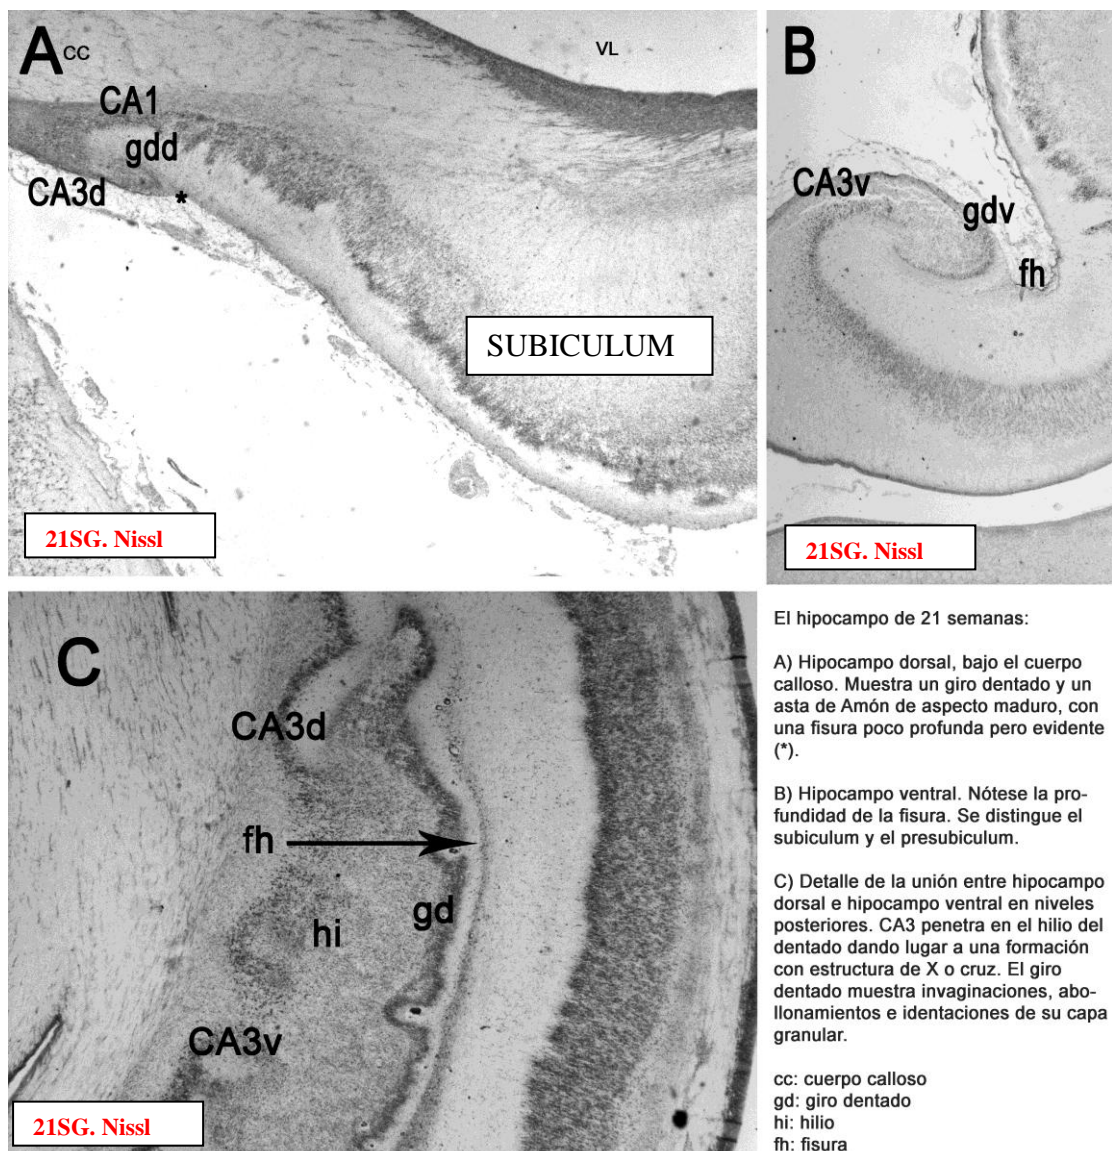 A
cc
VL
CA1
gdd
CA3d
*
SUBICULUM
21SG. Nissl
B
CA3v
gdv
fh
21SG. Nissl
C
CA3d
fh
gd
hi
CA3v
21SG. Nissl
El hipocampo de 21 semanas:
A) Hipocampo dorsal, bajo el cuerpo
calloso. Muestra un giro dentado y un
asta de Amón de aspecto maduro, con
una fisura poco profunda pero evidente
(*).
B) Hipocampo ventral. Nótese la pro-
fundidad de la fisura. Se distingue el
subiculum y el presubiculum.
C) Detalle de la unión entre hipocampo
dorsal e hipocampo ventral en niveles
posteriores. CA3 penetra en el hilio del
dentado dando lugar a una formación
con estructura de X o cruz. El giro
dentado muestra invaginaciones, abo-
llonamientos e identaciones de su capa
granular.
cc: cuerpo calloso
gd: giro dentado
hi: hilio
fh: fisura